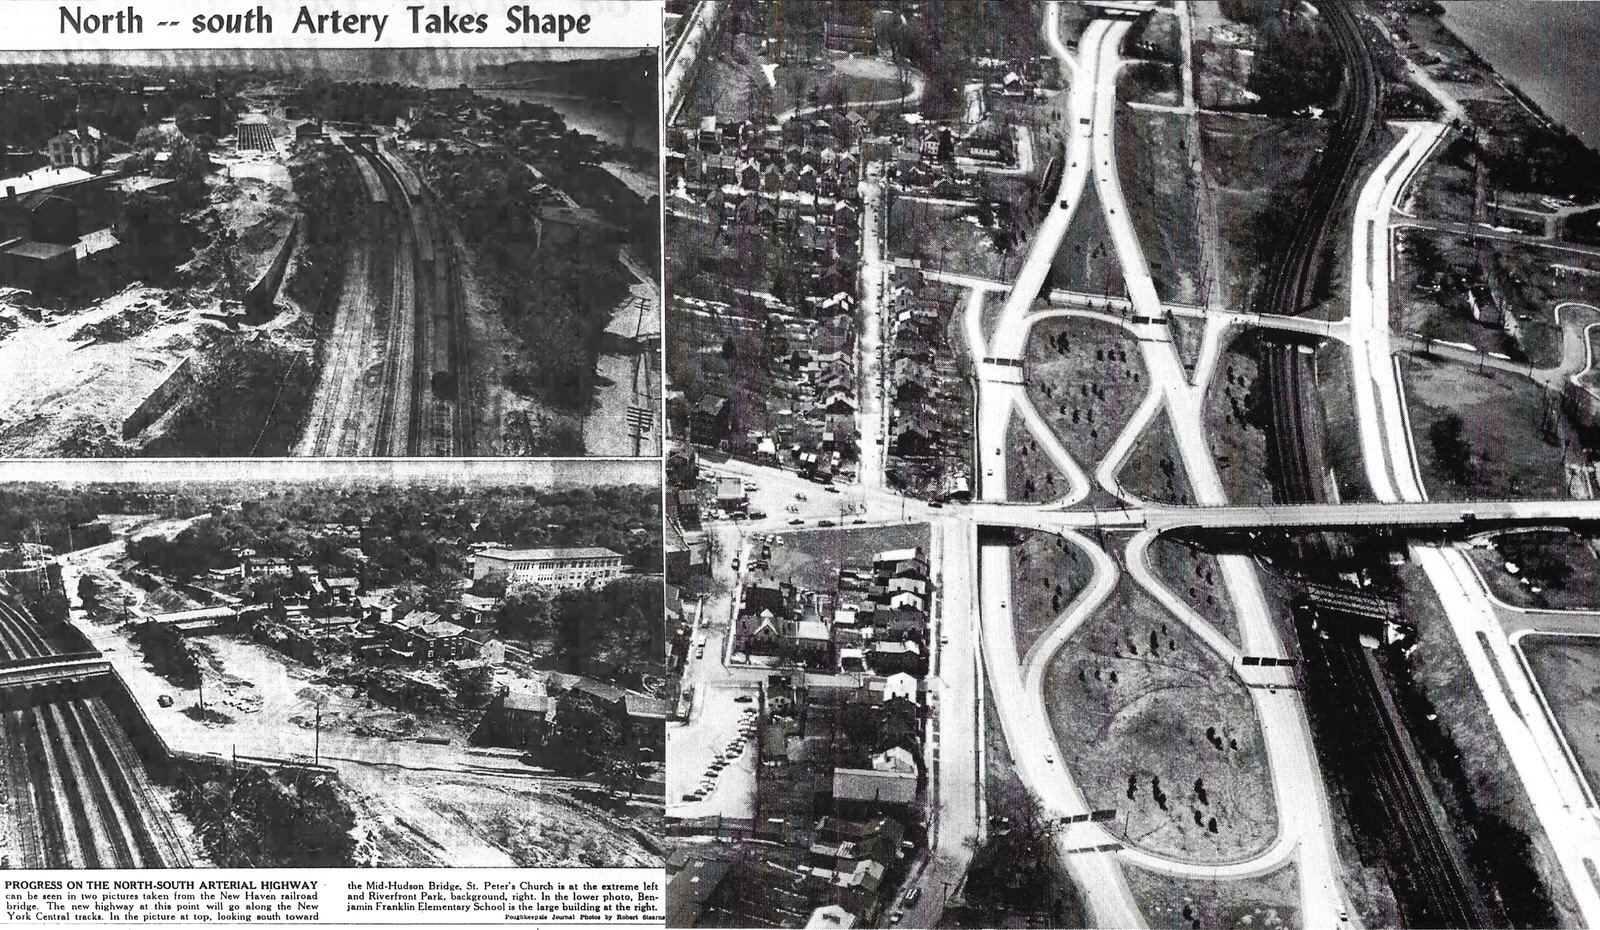 North -- south Artery Takes Shape
PROGRESS ON THE NORTH-SOUTH ARTERIAL HIGHWAY
can be seen in two pictures taken from the New Haven railroad
bridge. The new highway at this point will go along the New
York Central tracks. In the picture at top, looking south toward
the Mid-Hudson Bridge, St. Peter's Church is at the extreme left
and Riverfront Park, background, right. In the lower photo, Ben-
jamin Franklin Elementary School is the large building at the right.
Poughkeepsie Journal Photos by Robert Stearns